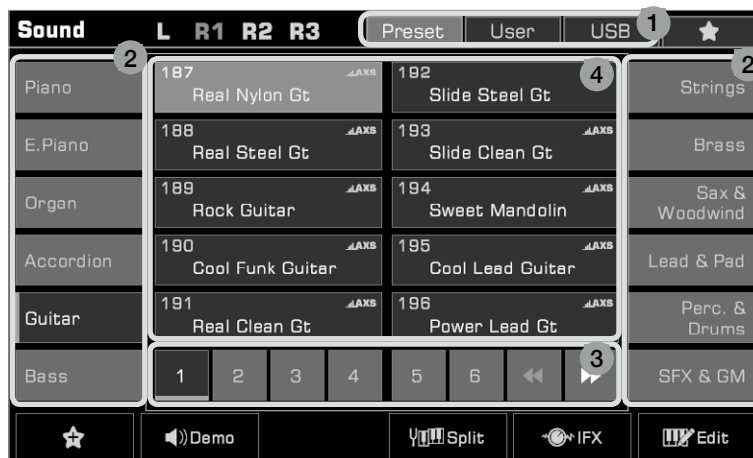 Sound
L R1 R2 R3
Preset User USB
1
2
Piano
E.Piano
Organ
Accordion
Guitar
Bass
4
187 AXS
Real Nylon Gt
188 AXS
Real Steel Gt
189 AXS
Rock Guitar
190 AXS
Cool Funk Guitar
191 AXS
Real Clean Gt
192
Slide Steel Gt
193 AXS
Slide Clean Gt
194 AXS
Sweet Mandolin
195 AXS
Cool Lead Guitar
196 AXS
Power Lead Gt
2
Strings
Brass
Sax &
Woodwind
Lead & Pad
Perc. &
Drums
SFX & GM
3
1 2 3 4 5 6
Demo Split IFX Edit